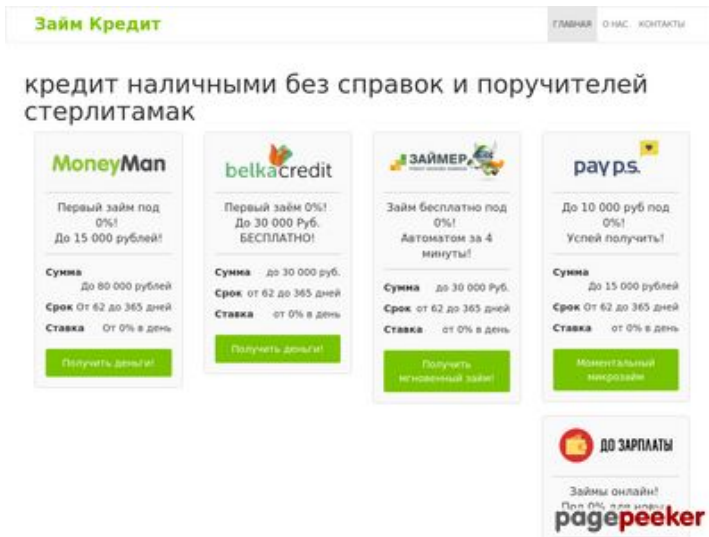 Займ Кредит
ГЛАВНАЯ О НАС КОНТАКТЫ
кредит наличными без справок и поручителей
стерлитамак
MoneyMan
Первый займ под
0%!
До 15 000 рублей!
Сумма
До 80 000 рублей
Срок От 62 до 365 дней
Ставка От 0% в день
Получить деньги!
belkacredit
Первый заём 0%!
До 30 000 Руб.
БЕСПЛАТНО!
Сумма до 30 000 руб.
Срок от 62 до 365 дней
Ставка от 0% в день
Получить деньги!
ЗАЙМЕР
Займ бесплатно под
0%!
Автоматом за 4
минуты!
Сумма до 30 000 Руб.
Срок от 62 до 365 дней
Ставка от 0% в день
Получить
мгновенный займ!
pay p.s.
До 10 000 руб под
0%!
Успей получить!
Сумма
До 15 000 рублей
Срок От 62 до 365 дней
Ставка От 0% в день
Моментальный
микрозайм
ДО ЗАРПЛАТЫ
Займы онлайн!
Под 0% для новых
pagepeeker